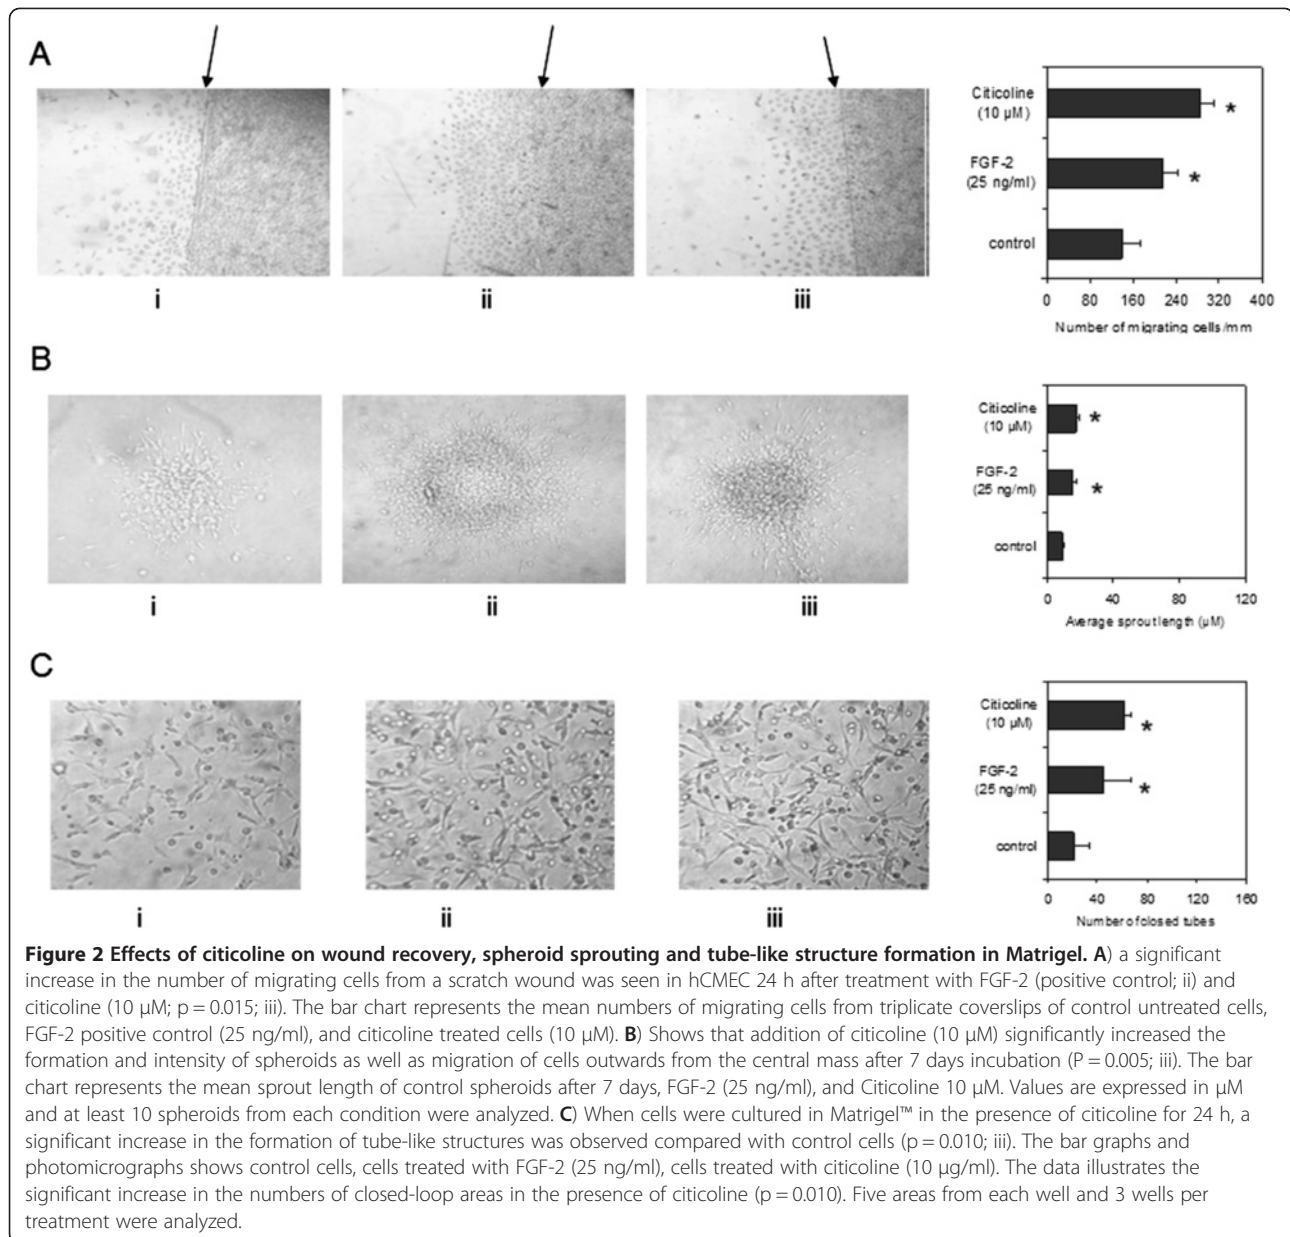 A
Citicoline
(10 µM)
*
FGF-2
(25 ng/ml)
*
control
0 80 160 240 320 400
Number of migrating cells/mm
i ii iii
B
Citicoline
(10 µM)
*
FGF-2
(25 ng/ml)
*
control
0 40 80 120
Average sprout length (µM)
i ii iii
C
Citicoline
(10 µM)
*
FGF-2
(25 ng/ml)
*
control
0 40 80 120 160
Number of closed tubes
i ii iii
Figure 2 Effects of citicoline on wound recovery, spheroid sprouting and tube-like structure formation in Matrigel. A) a significant
increase in the number of migrating cells from a scratch wound was seen in hCMEC 24 h after treatment with FGF-2 (positive control; ii) and
citicoline (10 µM; p = 0.015; iii). The bar chart represents the mean numbers of migrating cells from triplicate coverslips of control untreated cells,
FGF-2 positive control (25 ng/ml), and citicoline treated cells (10 µM). B) Shows that addition of citicoline (10 µM) significantly increased the
formation and intensity of spheroids as well as migration of cells outwards from the central mass after 7 days incubation (P = 0.005; iii). The bar
chart represents the mean sprout length of control spheroids after 7 days, FGF-2 (25 ng/ml), and Citicoline 10 µM. Values are expressed in µM
and at least 10 spheroids from each condition were analyzed. C) When cells were cultured in Matrigel™ in the presence of citicoline for 24 h, a
significant increase in the formation of tube-like structures was observed compared with control cells (p = 0.010; iii). The bar graphs and
photomicrographs shows control cells, cells treated with FGF-2 (25 ng/ml), cells treated with citicoline (10 µg/ml). The data illustrates the
significant increase in the numbers of closed-loop areas in the presence of citicoline (p = 0.010). Five areas from each well and 3 wells per
treatment were analyzed.